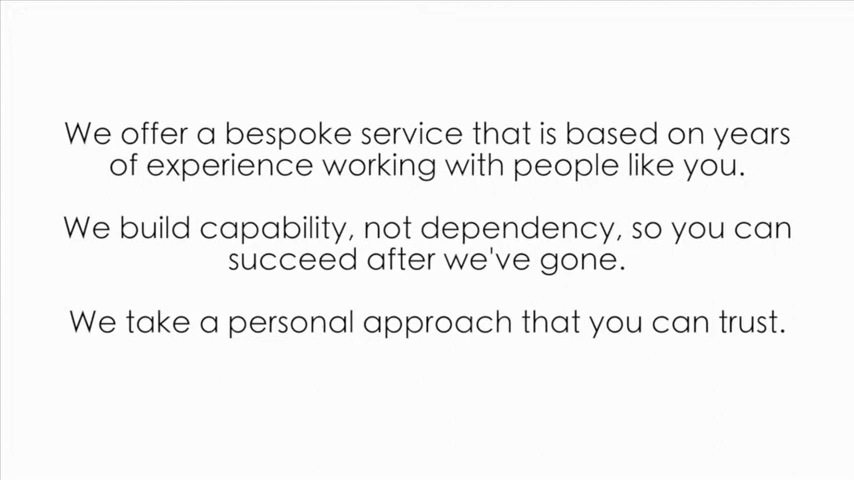 We offer a bespoke service that is based on years
of experience working with people like you.
We build capability, not dependency, so you can
succeed after we've gone.
We take a personal approach that you can trust.